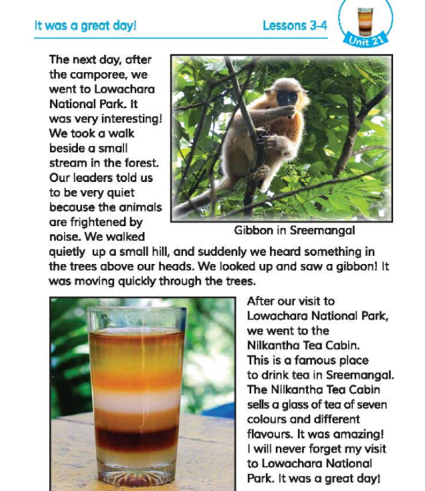 It was a great day!
Lessons 3-4
Unit 21
The next day, after
the camporee, we
went to Lowachara
National Park. It
was very interesting!
We took a walk
beside a small
stream in the forest.
Our leaders told us
to be very quiet
because the animals
are frightened by
noise. We walked
quietly up a small hill, and suddenly we heard something in
the trees above our heads. We looked up and saw a gibbon! It
was moving quickly through the trees.
Gibbon in Sreemangal
After our visit to
Lowachara National Park,
we went to the
Nilkantha Tea Cabin.
This is a famous place
to drink tea in Sreemangal.
The Nilkantha Tea Cabin
sells a glass of tea of seven
colours and different
flavours. It was amazing!
I will never forget my visit
to Lowachara National
Park. It was a great day!